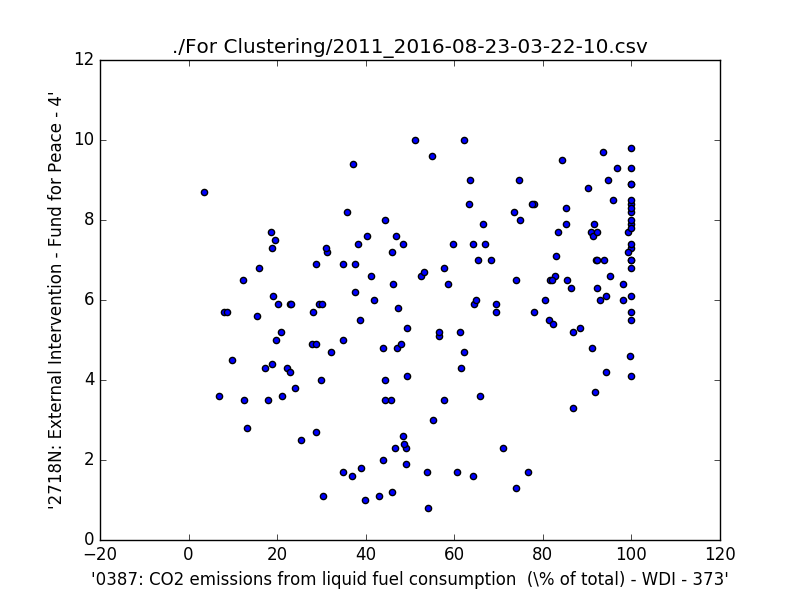 ./For Clustering/2011_2016-08-23-03-22-10.csv
12
10
8
6
4
2
0
'2718N: External Intervention - Fund for Peace - 4'
−20 0 20 40 60 80 100 120
'0387: CO2 emissions from liquid fuel consumption  (\% of total) - WDI - 373'